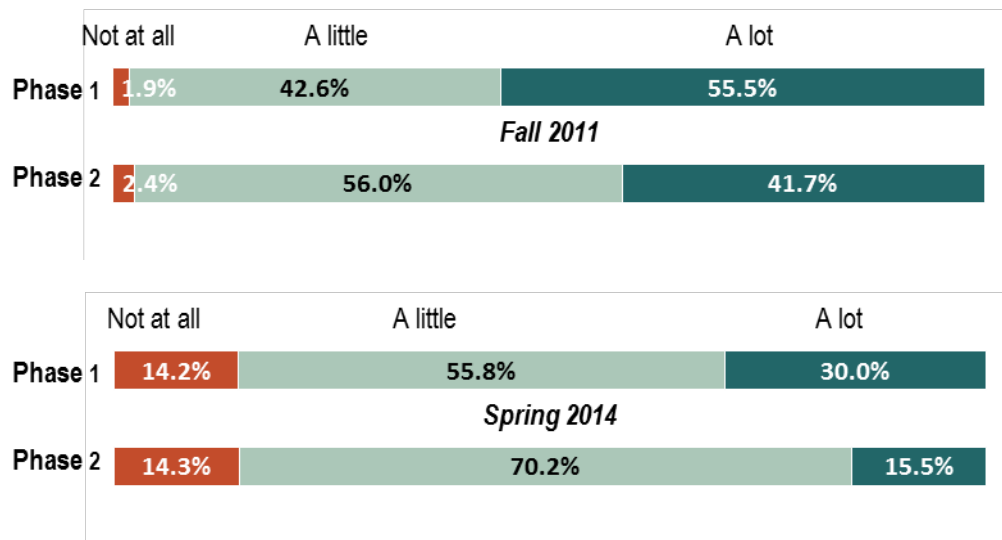 Not at all A little A lot
Phase 1 1.9% 42.6% 55.5%
Fall 2011
Phase 2 2.4% 56.0% 41.7%
Not at all A little A lot
Phase 1 14.2% 55.8% 30.0%
Spring 2014
Phase 2 14.3% 70.2% 15.5%